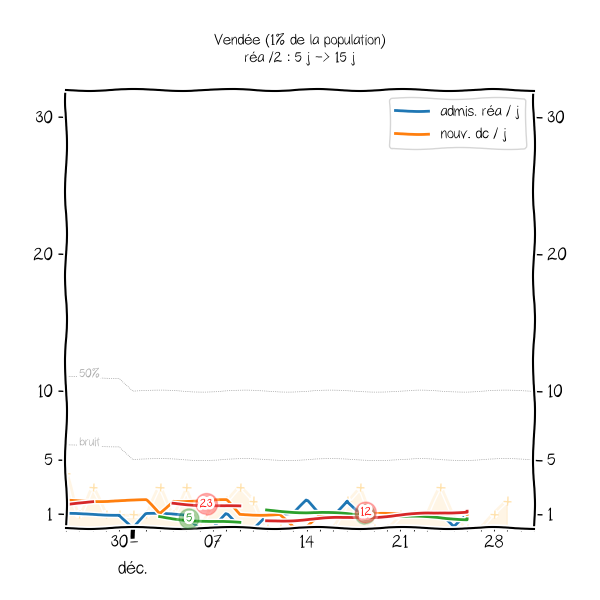 Vendée (1% de la population)
réa /2 : 5 j -> 15 j
admis. réa / j
nouv. dc / j
30 30
20 20
10 10
5 5
1 1
50%
bruit
23
5
12
30 07 14 21 28
déc.